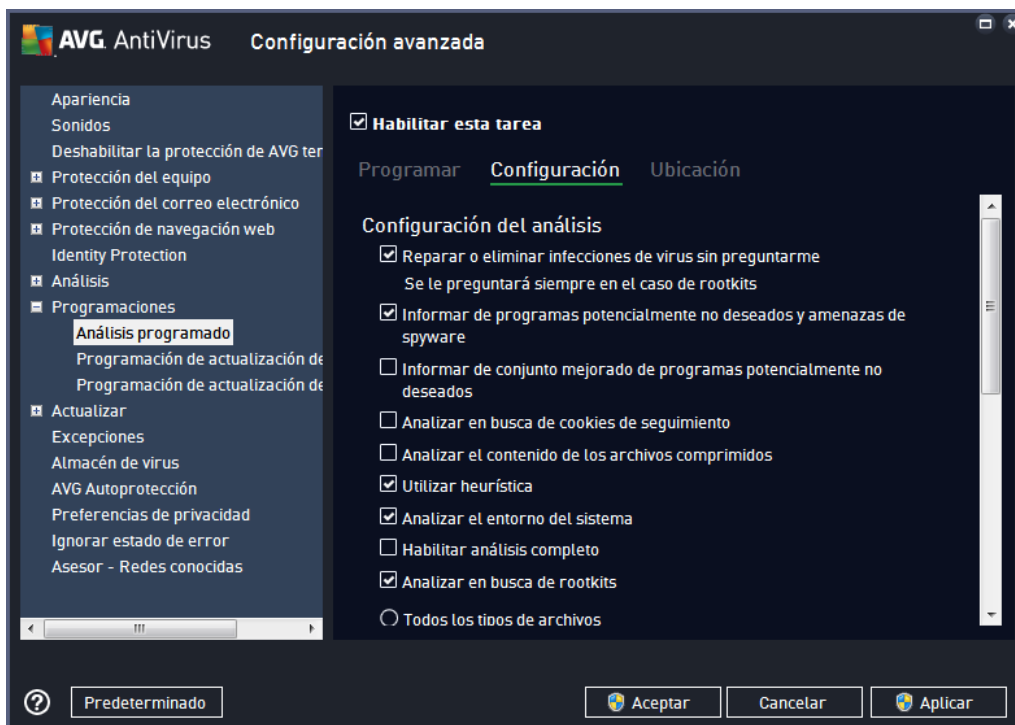 AVG. AntiVirus Configuración avanzada
Apariencia
Sonidos
Deshabilitar la protección de AVG ter
Protección del equipo
Protección del correo electrónico
Protección de navegación web
Identity Protection
Análisis
Programaciones
Análisis programado
Programación de actualización de
Programación de actualización de
Actualizar
Excepciones
Almacén de virus
AVG Autoprotección
Preferencias de privacidad
Ignorar estado de error
Asesor - Redes conocidas
Habilitar esta tarea
Programar Configuración Ubicación
Configuración del análisis
Reparar o eliminar infecciones de virus sin preguntarme
Se le preguntará siempre en el caso de rootkits
Informar de programas potencialmente no deseados y amenazas de
spyware
Informar de conjunto mejorado de programas potencialmente no
deseados
Analizar en busca de cookies de seguimiento
Analizar el contenido de los archivos comprimidos
Utilizar heurística
Analizar el entorno del sistema
Habilitar análisis completo
Analizar en busca de rootkits
Todos los tipos de archivos
? Predeterminado Aceptar Cancelar Aplicar